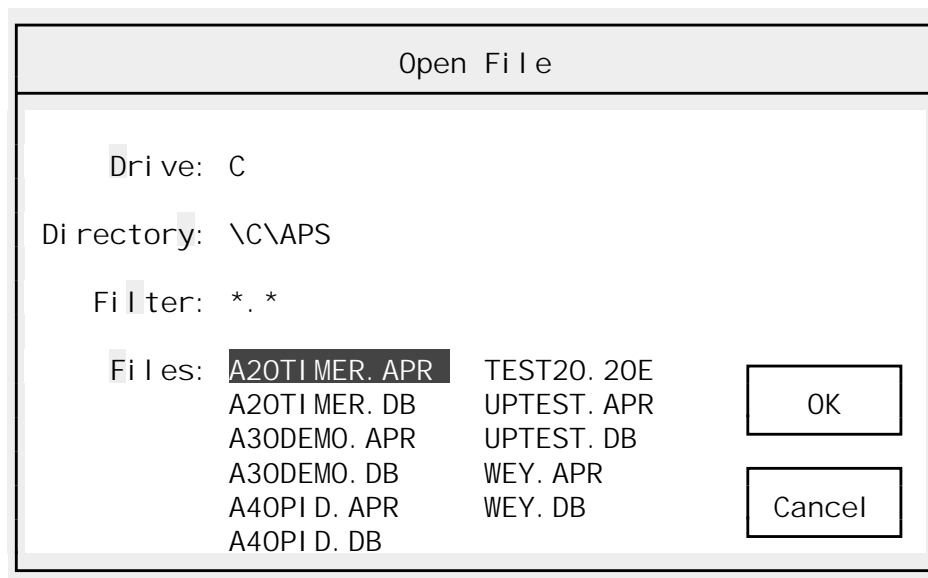 Open File
Drive: C
Directory: \C\APS
Filter: *.*
Files: A20TIMER.APR TEST20.20E
A20TIMER.DB UPTEST.APR OK
A30DEMO.APR UPTEST.DB
A30DEMO.DB WEY.APR
A40PID.APR WEY.DB Cancel
A40PID.DB